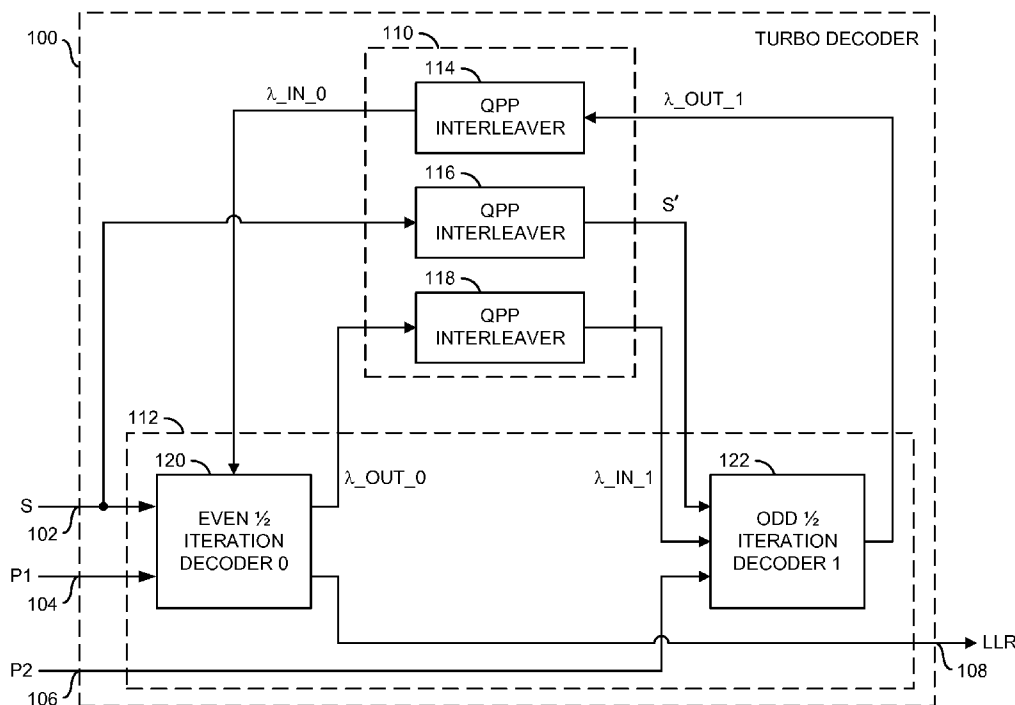 100
110
TURBO DECODER
114
λ_IN_0
QPP
INTERLEAVER
λ_OUT_1
116
QPP
INTERLEAVER
S'
118
QPP
INTERLEAVER
112
120
λ_OUT_0
λ_IN_1
122
S
102
EVEN ½
ITERATION
DECODER 0
ODD ½
ITERATION
DECODER 1
P1
104
P2
106
LLR
108